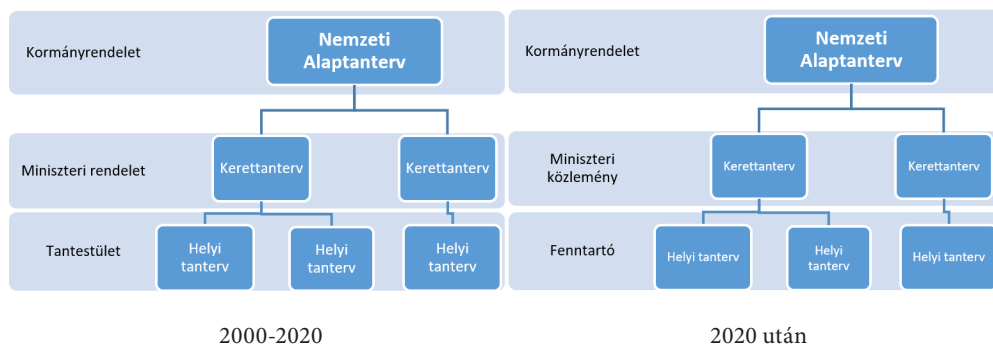 Kormányrendelet
Nemzeti
Alaptanterv
Miniszteri rendelet
Kerettanterv
Kerettanterv
Tantestület
Helyi
tanterv
Helyi
tanterv
Helyi
tanterv
2000-2020
Kormányrendelet
Nemzeti
Alaptanterv
Miniszteri
közlemény
Kerettanterv
Kerettanterv
Fenntartó
Helyi tanterv
Helyi
tanterv
Helyi tanterv
2020 után